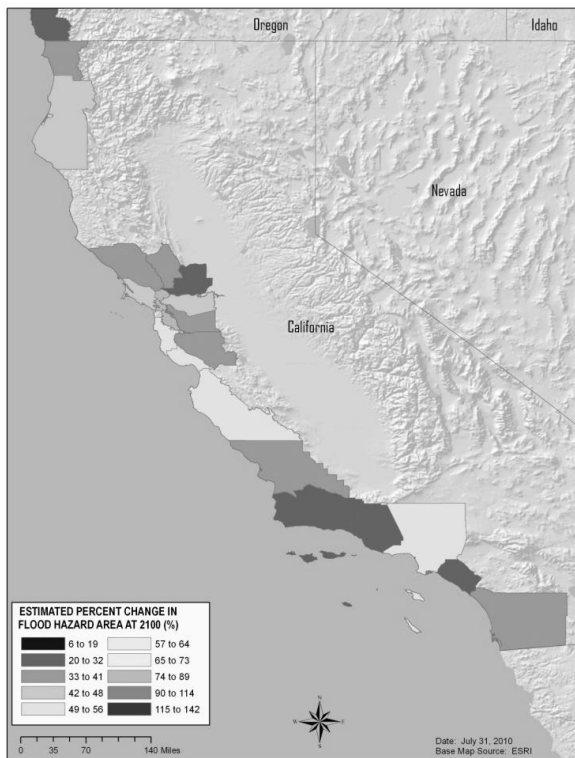 Oregon
Idaho
Nevada
California
ESTIMATED PERCENT CHANGE IN
FLOOD HAZARD AREA AT 2100 (%)
6 to 19
20 to 32
33 to 41
42 to 48
49 to 56
57 to 64
65 to 73
74 to 89
90 to 114
115 to 142
0 35 70 140 Miles
N
W E
S
Date: July 31, 2010
Base Map Source: ESRI